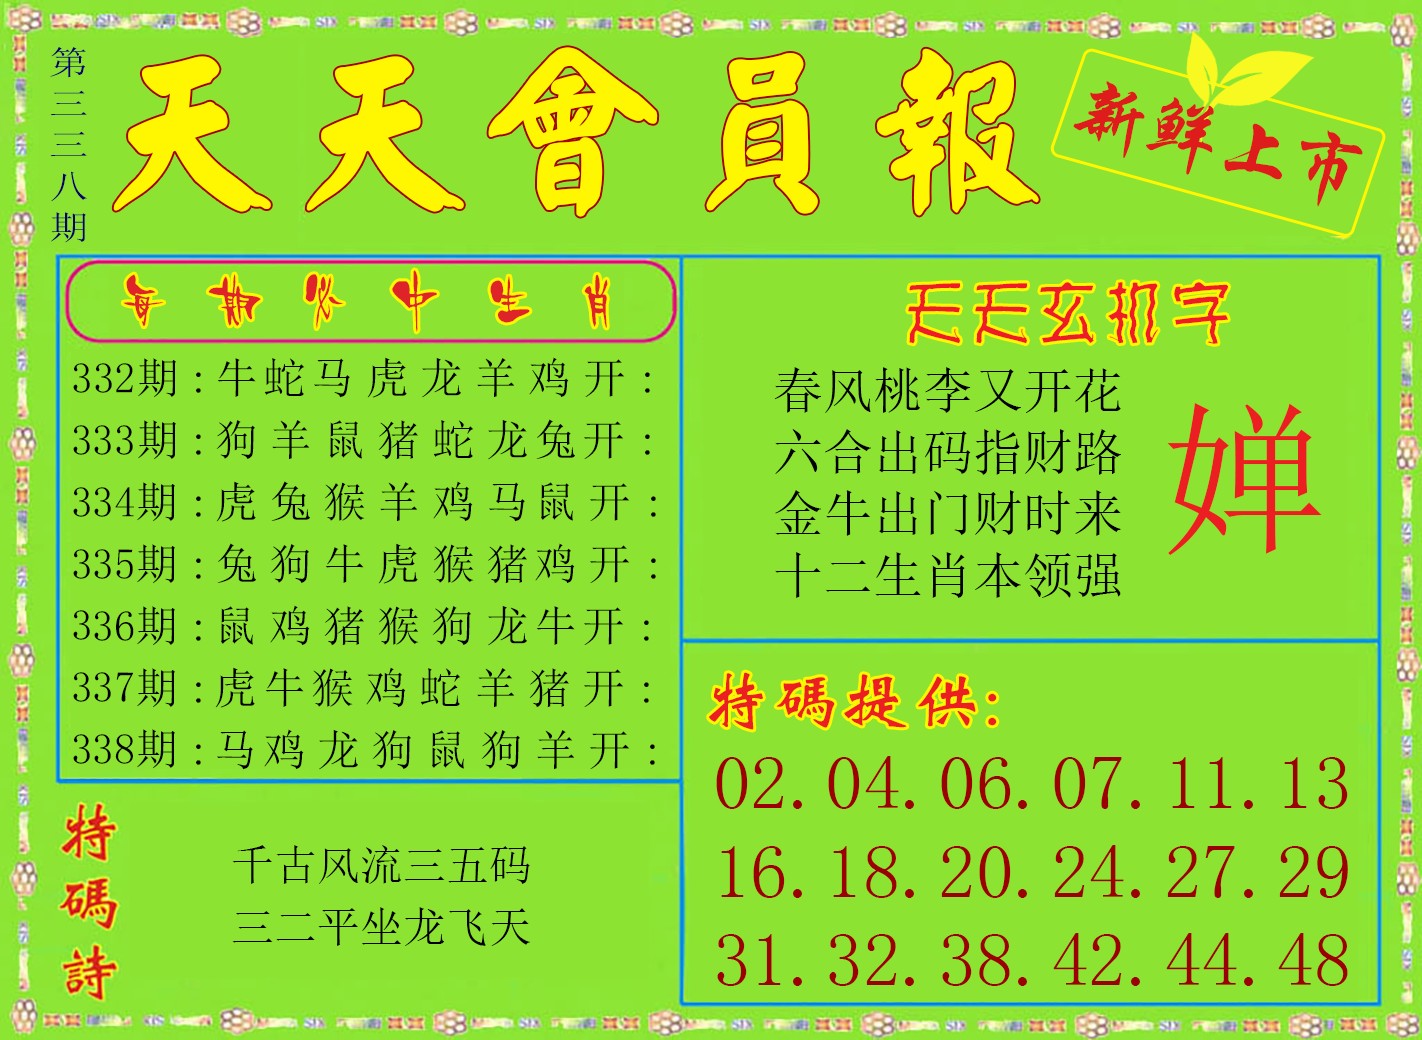 第三三八期
天天會員報
新鲜上市
每期必中生肖
332期:牛蛇马虎龙羊鸡开:
333期:狗羊鼠猪蛇龙兔开:
334期:虎兔猴羊鸡马鼠开:
335期:兔狗牛虎猴猪鸡开:
336期:鼠鸡猪猴狗龙牛开:
337期:虎牛猴鸡蛇羊猪开:
338期:马鸡龙狗鼠狗羊开:
天天玄机字
春风桃李又开花
六合出码指财路
金牛出门财时来
十二生肖本领强
婵
特碼提供:
02.04.06.07.11.13
16.18.20.24.27.29
31.32.38.42.44.48
特碼詩
千古风流三五码
三二平坐龙飞天